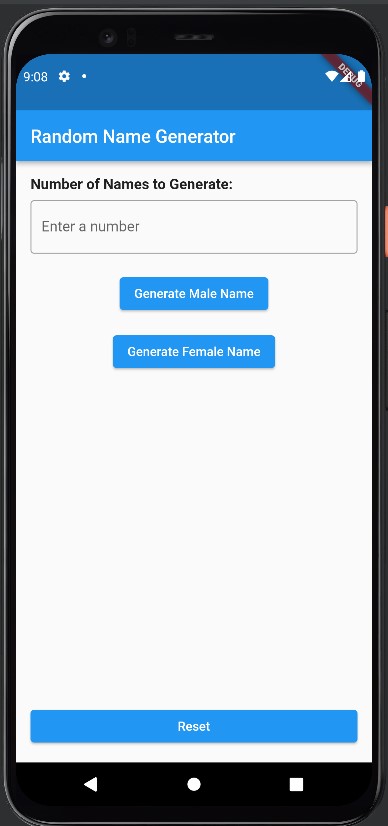 9:08
DEBUG
Random Name Generator
Number of Names to Generate:
Enter a number
Generate Male Name
Generate Female Name
Reset